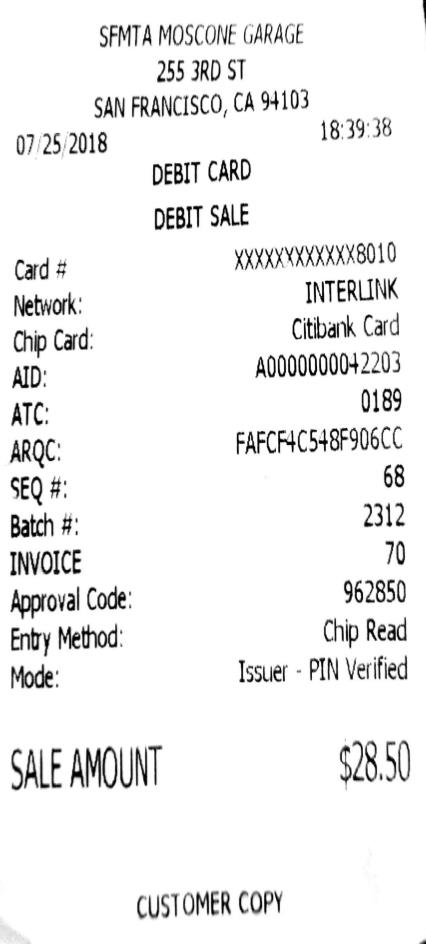 SFMTA MOSCONE GARAGE
255 3RD ST
SAN FRANCISCO, CA 94103
07/25/2018 18:39:38
DEBIT CARD
DEBIT SALE
Card # XXXXXXXXXXXX8010
Network: INTERLINK
Chip Card: Citibank Card
AID: A0000000042203
ATC: 0189
ARQC: FAFCF4C548F906CC
SEQ #: 68
Batch #: 2312
INVOICE 70
Approval Code: 962850
Entry Method: Chip Read
Mode: Issuer - PIN Verified
SALE AMOUNT $28.50
CUSTOMER COPY